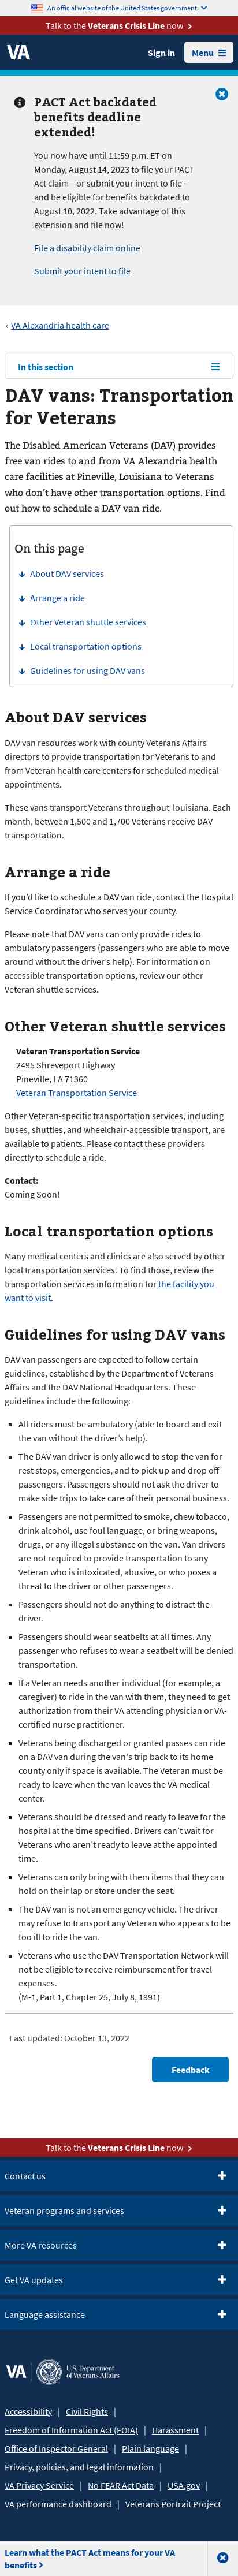 An official website of the United States government.
Talk to the Veterans Crisis Line now
VA
Sign in
Menu
PACT Act backdated
benefits deadline
extended!
You now have until 11:59 p.m. ET on
Monday, August 14, 2023 to file your PACT
Act claim—or submit your intent to file—
and be eligible for benefits backdated to
August 10, 2022. Take advantage of this
extension and file now!
File a disability claim online
Submit your intent to file
‹ VA Alexandria health care
In this section
DAV vans: Transportation
for Veterans
The Disabled American Veterans (DAV) provides
free van rides to and from VA Alexandria health
care facilities at Pineville, Louisiana to Veterans
who don't have other transportation options. Find
out how to schedule a DAV van ride.
On this page
About DAV services
Arrange a ride
Other Veteran shuttle services
Local transportation options
Guidelines for using DAV vans
About DAV services
DAV van resources work with county Veterans Affairs
Directors to provide transportation for Veterans to and
from Veteran health care centers for scheduled medical
appointments.
These vans transport Veterans throughout louisiana. Each
month, between 1,500 and 1,700 Veterans receive DAV
transportation.
Arrange a ride
If you'd like to schedule a DAV van ride, contact the Hospital
Service Coordinator who serves your county.
Please note that DAV vans can only provide rides to
ambulatory passengers (passengers who are able to move
around without the driver's help). For information on
accessible transportation options, review our other
Veteran shuttle services.
Other Veteran shuttle services
Veteran Transportation Service
2495 Shreveport Highway
Pineville, LA 71360
Veteran Transportation Service
Other Veteran-specific transportation services, including
buses, shuttles, and wheelchair-accessible transport, are
available to patients. Please contact these providers
directly to schedule a ride.
Contact:
Coming Soon!
Local transportation options
Many medical centers and clinics are also served by other
local transportation services. To find those, review the
transportation services information for the facility you
want to visit.
Guidelines for using DAV vans
DAV van passengers are expected to follow certain
guidelines, established by the Department of Veterans
Affairs and the DAV National Headquarters. These
guidelines include the following:
All riders must be ambulatory (able to board and exit
the van without the driver's help).
The DAV van driver is only allowed to stop the van for
rest stops, emergencies, and to pick up and drop off
passengers. Passengers should not ask the driver to
make side trips to take care of their personal business.
Passengers are not permitted to smoke, chew tobacco,
drink alcohol, use foul language, or bring weapons,
drugs, or any illegal substance on the van. Van drivers
are not required to provide transportation to any
Veteran who is intoxicated, abusive, or who poses a
threat to the driver or other passengers.
Passengers should not do anything to distract the
driver.
Passengers should wear seatbelts at all times. Any
passenger who refuses to wear a seatbelt will be denied
transportation.
If a Veteran needs another individual (for example, a
caregiver) to ride in the van with them, they must get
authorization from their VA attending physician or VA-
certified nurse practitioner.
Veterans being discharged or granted passes can ride
on a DAV van during the van's trip back to its home
county if space is available. The Veteran must be
ready to leave when the van leaves the VA medical
center.
Veterans should be dressed and ready to leave for the
hospital at the time specified. Drivers can't wait for
Veterans who aren't ready to leave at the appointed
time.
Veterans can only bring with them items that they can
hold on their lap or store under the seat.
The DAV van is not an emergency vehicle. The driver
may refuse to transport any Veteran who appears to be
too ill to ride the van.
Veterans who use the DAV Transportation Network will
not be eligible to receive reimbursement for travel
expenses.
(M-1, Part 1, Chapter 25, July 8, 1991)
Last updated: October 13, 2022
Feedback
Talk to the Veterans Crisis Line now
Contact us
Veteran programs and services
More VA resources
Get VA updates
Language assistance
VA
U.S. Department
of Veterans Affairs
Accessibility | Civil Rights |
Freedom of Information Act (FOIA) | Harassment |
Office of Inspector General | Plain language |
Privacy, policies, and legal information |
VA Privacy Service | No FEAR Act Data | USA.gov |
VA performance dashboard | Veterans Portrait Project
Learn what the PACT Act means for your VA
benefits